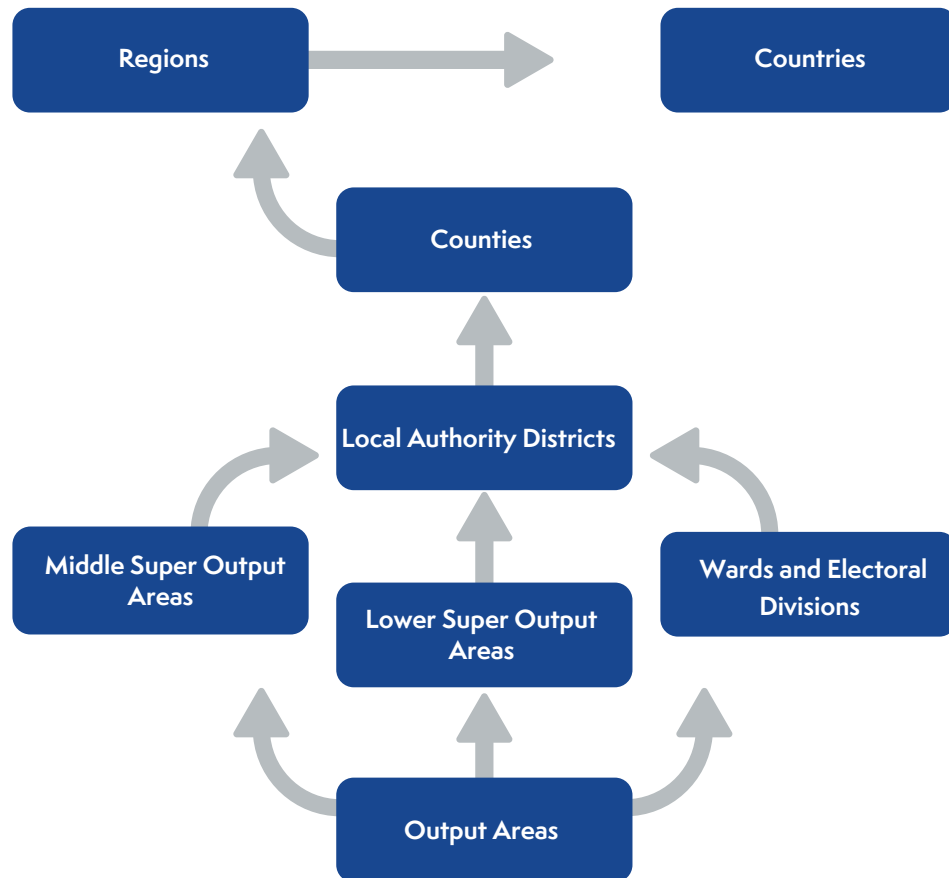 Regions
Countries
Counties
Local Authority Districts
Middle Super Output
Areas
Lower Super Output
Areas
Wards and Electoral
Divisions
Output Areas